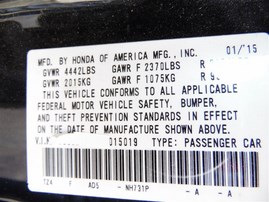 MFD. BY HONDA OF AMERICA MFG., INC. 01/15
GVWR 4442LBS GAWR F 2370LBS R
GVWR 2015KG GAWR F 1075KG R
THIS VEHICLE CONFORMS TO ALL APPLICABLE
FEDERAL MOTOR VEHICLE SAFETY, BUMPER,
AND THEFT PREVENTION STANDARDS IN EFFECT
ON THE DATE OF MANUFACTURE SHOWN ABOVE.
V.I.N. 015019 TYPE: PASSENGER CAR
F ADS - NH731P - A - A